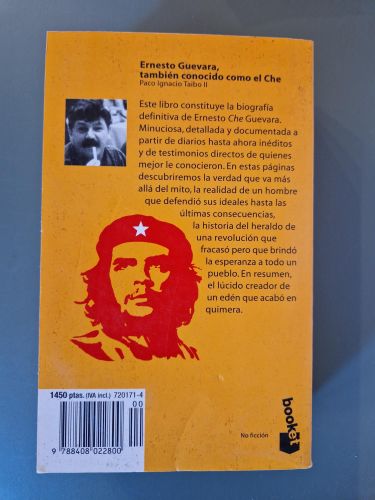 Ernesto Guevara,
también conocido como el Che
Paco Ignacio Taibo II
Este libro constituye la biografía
definitiva de Ernesto Che Guevara.
Minuciosa, detallada y documentada a
partir de diarios hasta ahora inéditos
y de testimonios directos de quienes
mejor le conocieron. En estas páginas
descubriremos la verdad que va más
allá del mito, la realidad de un hombre
que defendió sus ideales hasta las
últimas consecuencias,
la historia del heraldo de
una revolución que
fracasó pero que brindó
la esperanza a todo un
pueblo. En resumen,
el lúcido creador de
un edén que acabó en
quimera.
1450 ptas. (IVA incl.) 720171-4
00
9 788408 022800
No ficción
booket